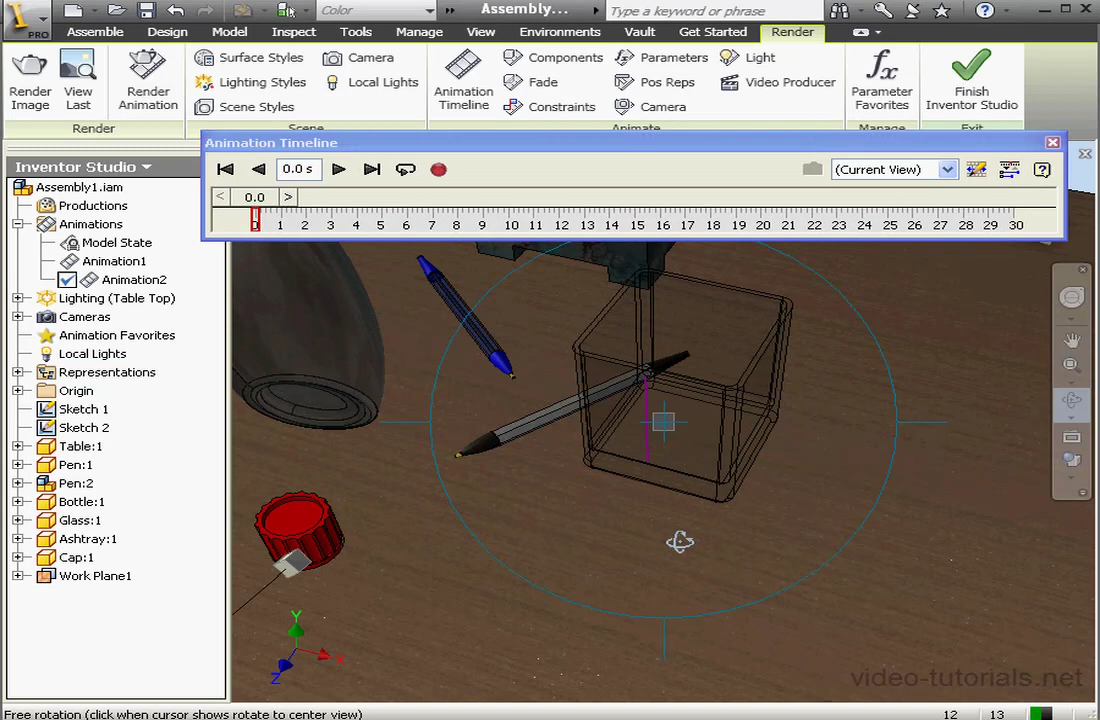 Color
Assembly...
Type a keyword or phrase
PRO
Assemble Design Model Inspect Tools Manage View Environments Vault Get Started Render
Render Image
View Last
Render Animation
Surface Styles
Lighting Styles
Scene Styles
Camera
Local Lights
Animation Timeline
Components
Fade
Constraints
Parameters
Pos Reps
Camera
Light
Video Producer
Parameter Favorites
Finish Inventor Studio
Render
Scene
Animate
Manage
Exit
Animation Timeline
0.0 s
(Current View)
< 0.0 >
0 1 2 3 4 5 6 7 8 9 10 11 12 13 14 15 16 17 18 19 20 21 22 23 24 25 26 27 28 29 30
Inventor Studio
Assembly1.iam
Productions
Animations
Model State
Animation1
Animation2
Lighting (Table Top)
Cameras
Animation Favorites
Local Lights
Representations
Origin
Sketch 1
Sketch 2
Table:1
Pen:1
Pen:2
Bottle:1
Glass:1
Ashtray:1
Cap:1
Work Plane1
Y
X
Z
video-tutorials.net
Free rotation (click when cursor shows rotate to center view)
12 13